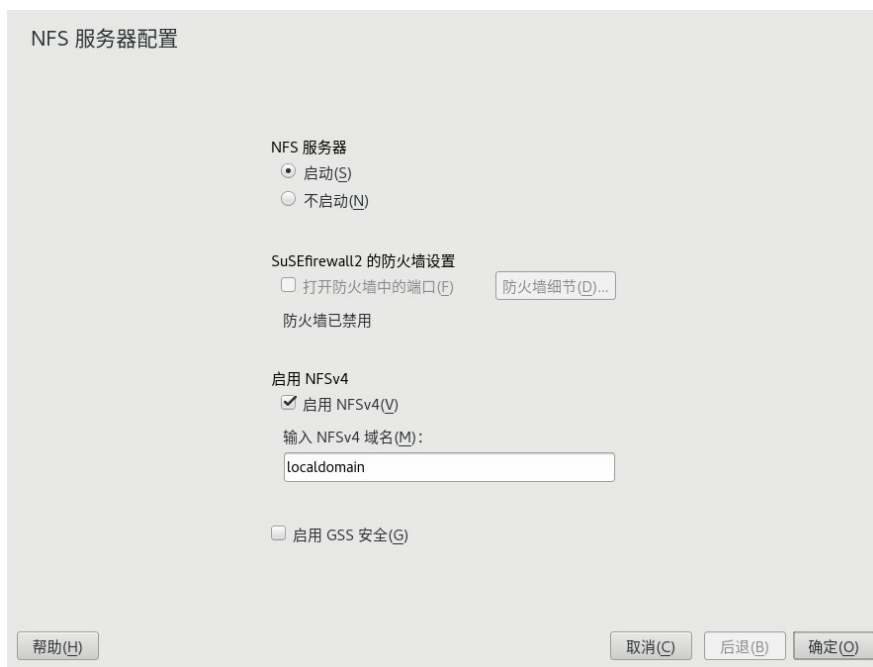 NFS 服务器配置
NFS 服务器
启动(S)
不启动(N)
SuSEfirewall2 的防火墙设置
打开防火墙中的端口(F) 防火墙细节(D)...
防火墙已禁用
启用 NFSv4
启用 NFSv4(V)
输入 NFSv4 域名(M):
localdomain
启用 GSS 安全(G)
帮助(H) 取消(C) 后退(B) 确定(O)